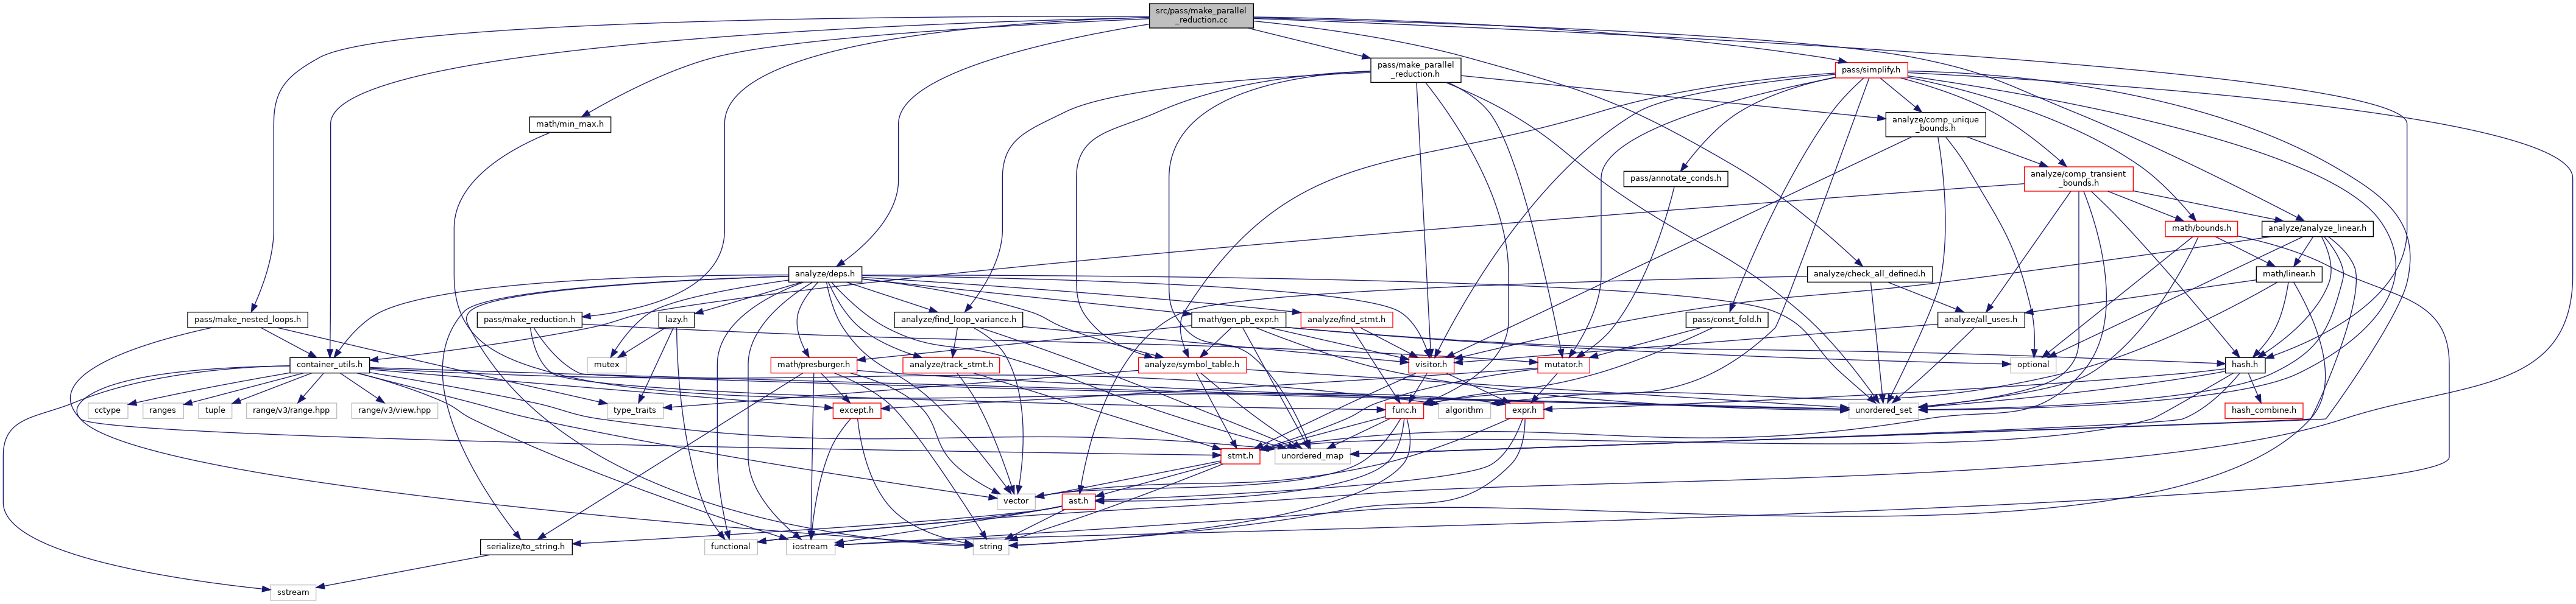 src/pass/make_parallel
_reduction.cc
pass/make_parallel
_reduction.h
pass/simplify.h
math/min_max.h
analyze/comp_unique
_bounds.h
pass/annotate_conds.h
analyze/comp_transient
_bounds.h
math/bounds.h
analyze/analyze_linear.h
analyze/deps.h
analyze/check_all_defined.h
math/linear.h
pass/make_nested_loops.h
pass/make_reduction.h
lazy.h
analyze/find_loop_variance.h
math/gen_pb_expr.h
analyze/find_stmt.h
pass/const_fold.h
analyze/all_uses.h
container_utils.h
mutex
math/presburger.h
analyze/track_stmt.h
analyze/symbol_table.h
visitor.h
mutator.h
optional
hash.h
cctype
ranges
tuple
range/v3/range.hpp
range/v3/view.hpp
type_traits
except.h
algorithm
func.h
expr.h
unordered_set
hash_combine.h
stmt.h
unordered_map
vector
ast.h
serialize/to_string.h
functional
iostream
string
sstream